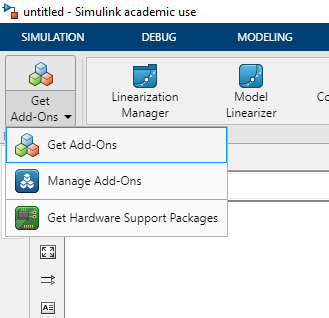 untitled - Simulink academic use
SIMULATION DEBUG MODELING
Get
Add-Ons
Linearization
Manager
Model
Linearizer
Get Add-Ons
Manage Add-Ons
Get Hardware Support Packages